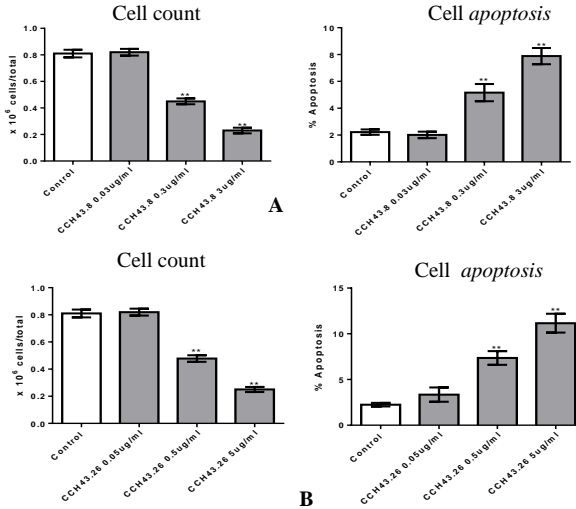 Cell count
x 10⁶ cells/total
1.0
0.8
0.6
0.4
0.2
0.0
**
**
Control
CCH43.8 0.03ug/ml
CCH43.8 0.3ug/ml
CCH43.8 3ug/ml
Cell apoptosis
% Apoptosis
10
8
6
4
2
0
**
**
Control
CCH43.8 0.03ug/ml
CCH43.8 0.3ug/ml
CCH43.8 3ug/ml
A
Cell count
x 10⁶ cells/total
1.0
0.8
0.6
0.4
0.2
0.0
**
**
Control
CCH43.26 0.05ug/ml
CCH43.26 0.5ug/ml
CCH43.26 5ug/ml
Cell apoptosis
% Apoptosis
15
10
5
0
**
**
Control
CCH43.26 0.05ug/ml
CCH43.26 0.5ug/ml
CCH43.26 5ug/ml
B